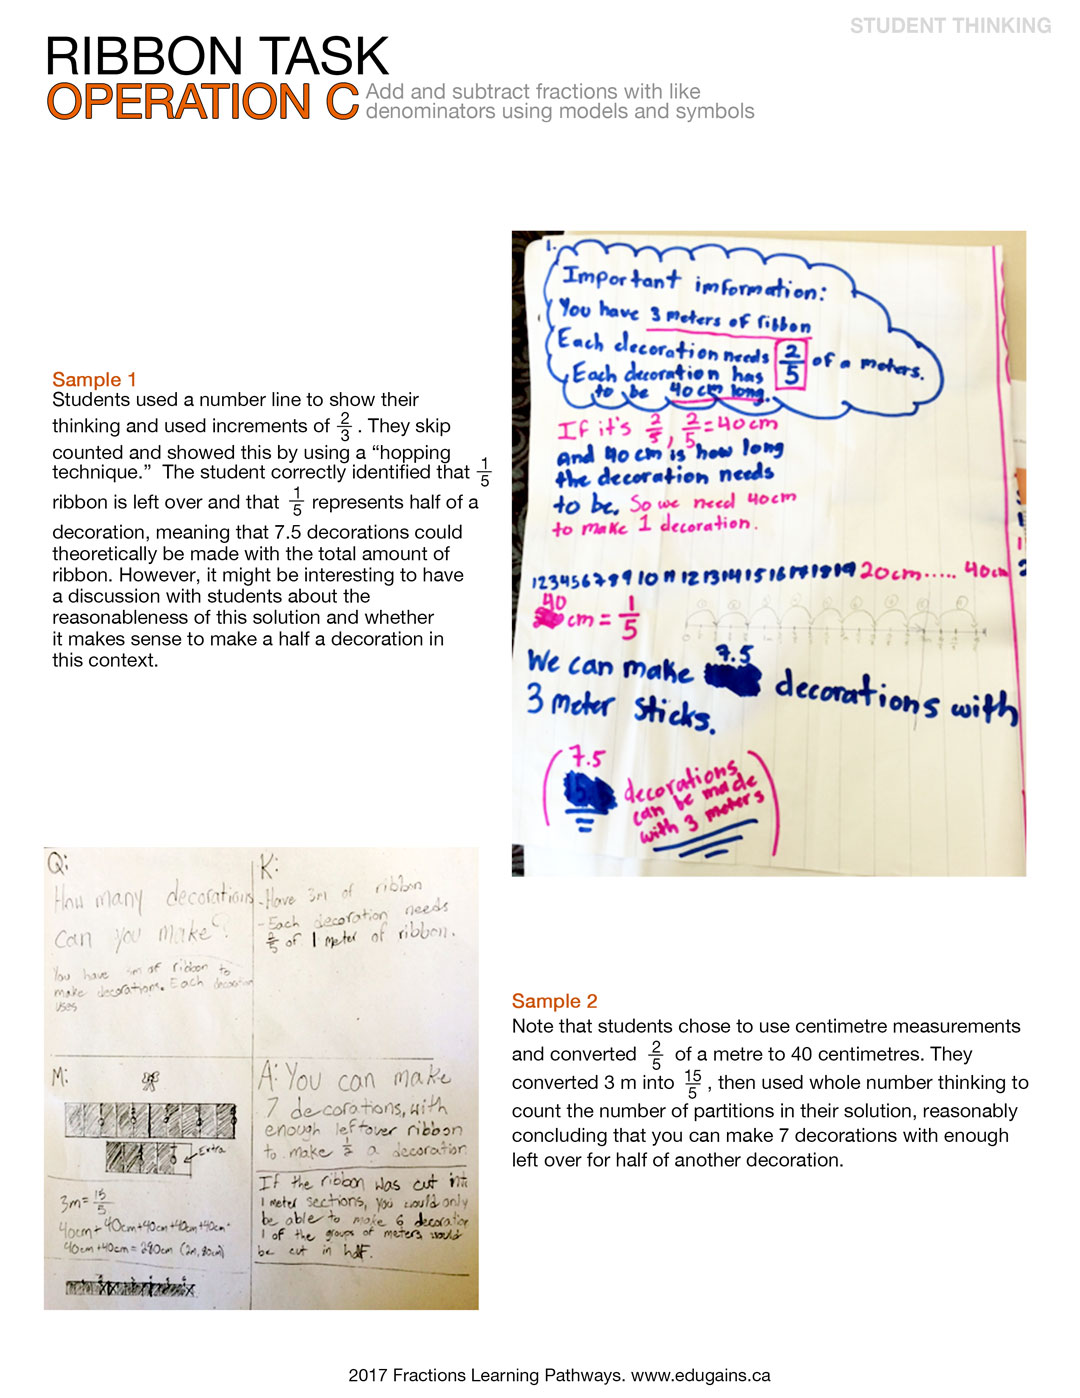 STUDENT THINKING
RIBBON TASK
OPERATION C
Add and subtract fractions with like
denominators using models and symbols
Sample 1
Students used a number line to show their
thinking and used increments of 2/3 . They skip
counted and showed this by using a “hopping
technique.” The student correctly identified that 1/5
ribbon is left over and that 1/5 represents half of a
decoration, meaning that 7.5 decorations could
theoretically be made with the total amount of
ribbon. However, it might be interesting to have
a discussion with students about the
reasonableness of this solution and whether
it makes sense to make a half a decoration in
this context.
1.
Important imformation:
You have 3 meters of ribbon
Each decoration needs 2/5 of a meters.
Each decoration has
to be 40cm long.
If it's 2/5, 2/5 = 40cm
and 40 cm is how long
the decoration needs
to be. So we need 40cm
to make 1 decoration.
1 2 3 4 5 6 7 8 9 10 11 12 13 14 15 16 17 18 19 20cm..... 40cm
40
cm = 1/5
We can make 7.5 decorations with
3 meter sticks.
7.5
decorations
can be made
with 3 meters
Q:
How many decorations
can you make?
You have 3m of ribbon to
make decorations. Each decoration
uses
K:
- Have 3m of ribbon
- Each decoration needs
2/5 of 1 meter of ribbon.
M:
Extra
3m = 15/5
40cm + 40cm + 40cm + 40cm + 40cm +
40cm + 40cm = 280cm (2m, 80cm)
A: You can make
7 decorations, with
enough leftover ribbon
to make 1/2 a decoration
If the ribbon was cut into
1 meter sections, you would only
be able to make 6 decoration
1 of the groups of meters would
be cut in half.
Sample 2
Note that students chose to use centimetre measurements
and converted 2/5 of a metre to 40 centimetres. They
converted 3 m into 15/5 , then used whole number thinking to
count the number of partitions in their solution, reasonably
concluding that you can make 7 decorations with enough
left over for half of another decoration.
2017 Fractions Learning Pathways. www.edugains.ca